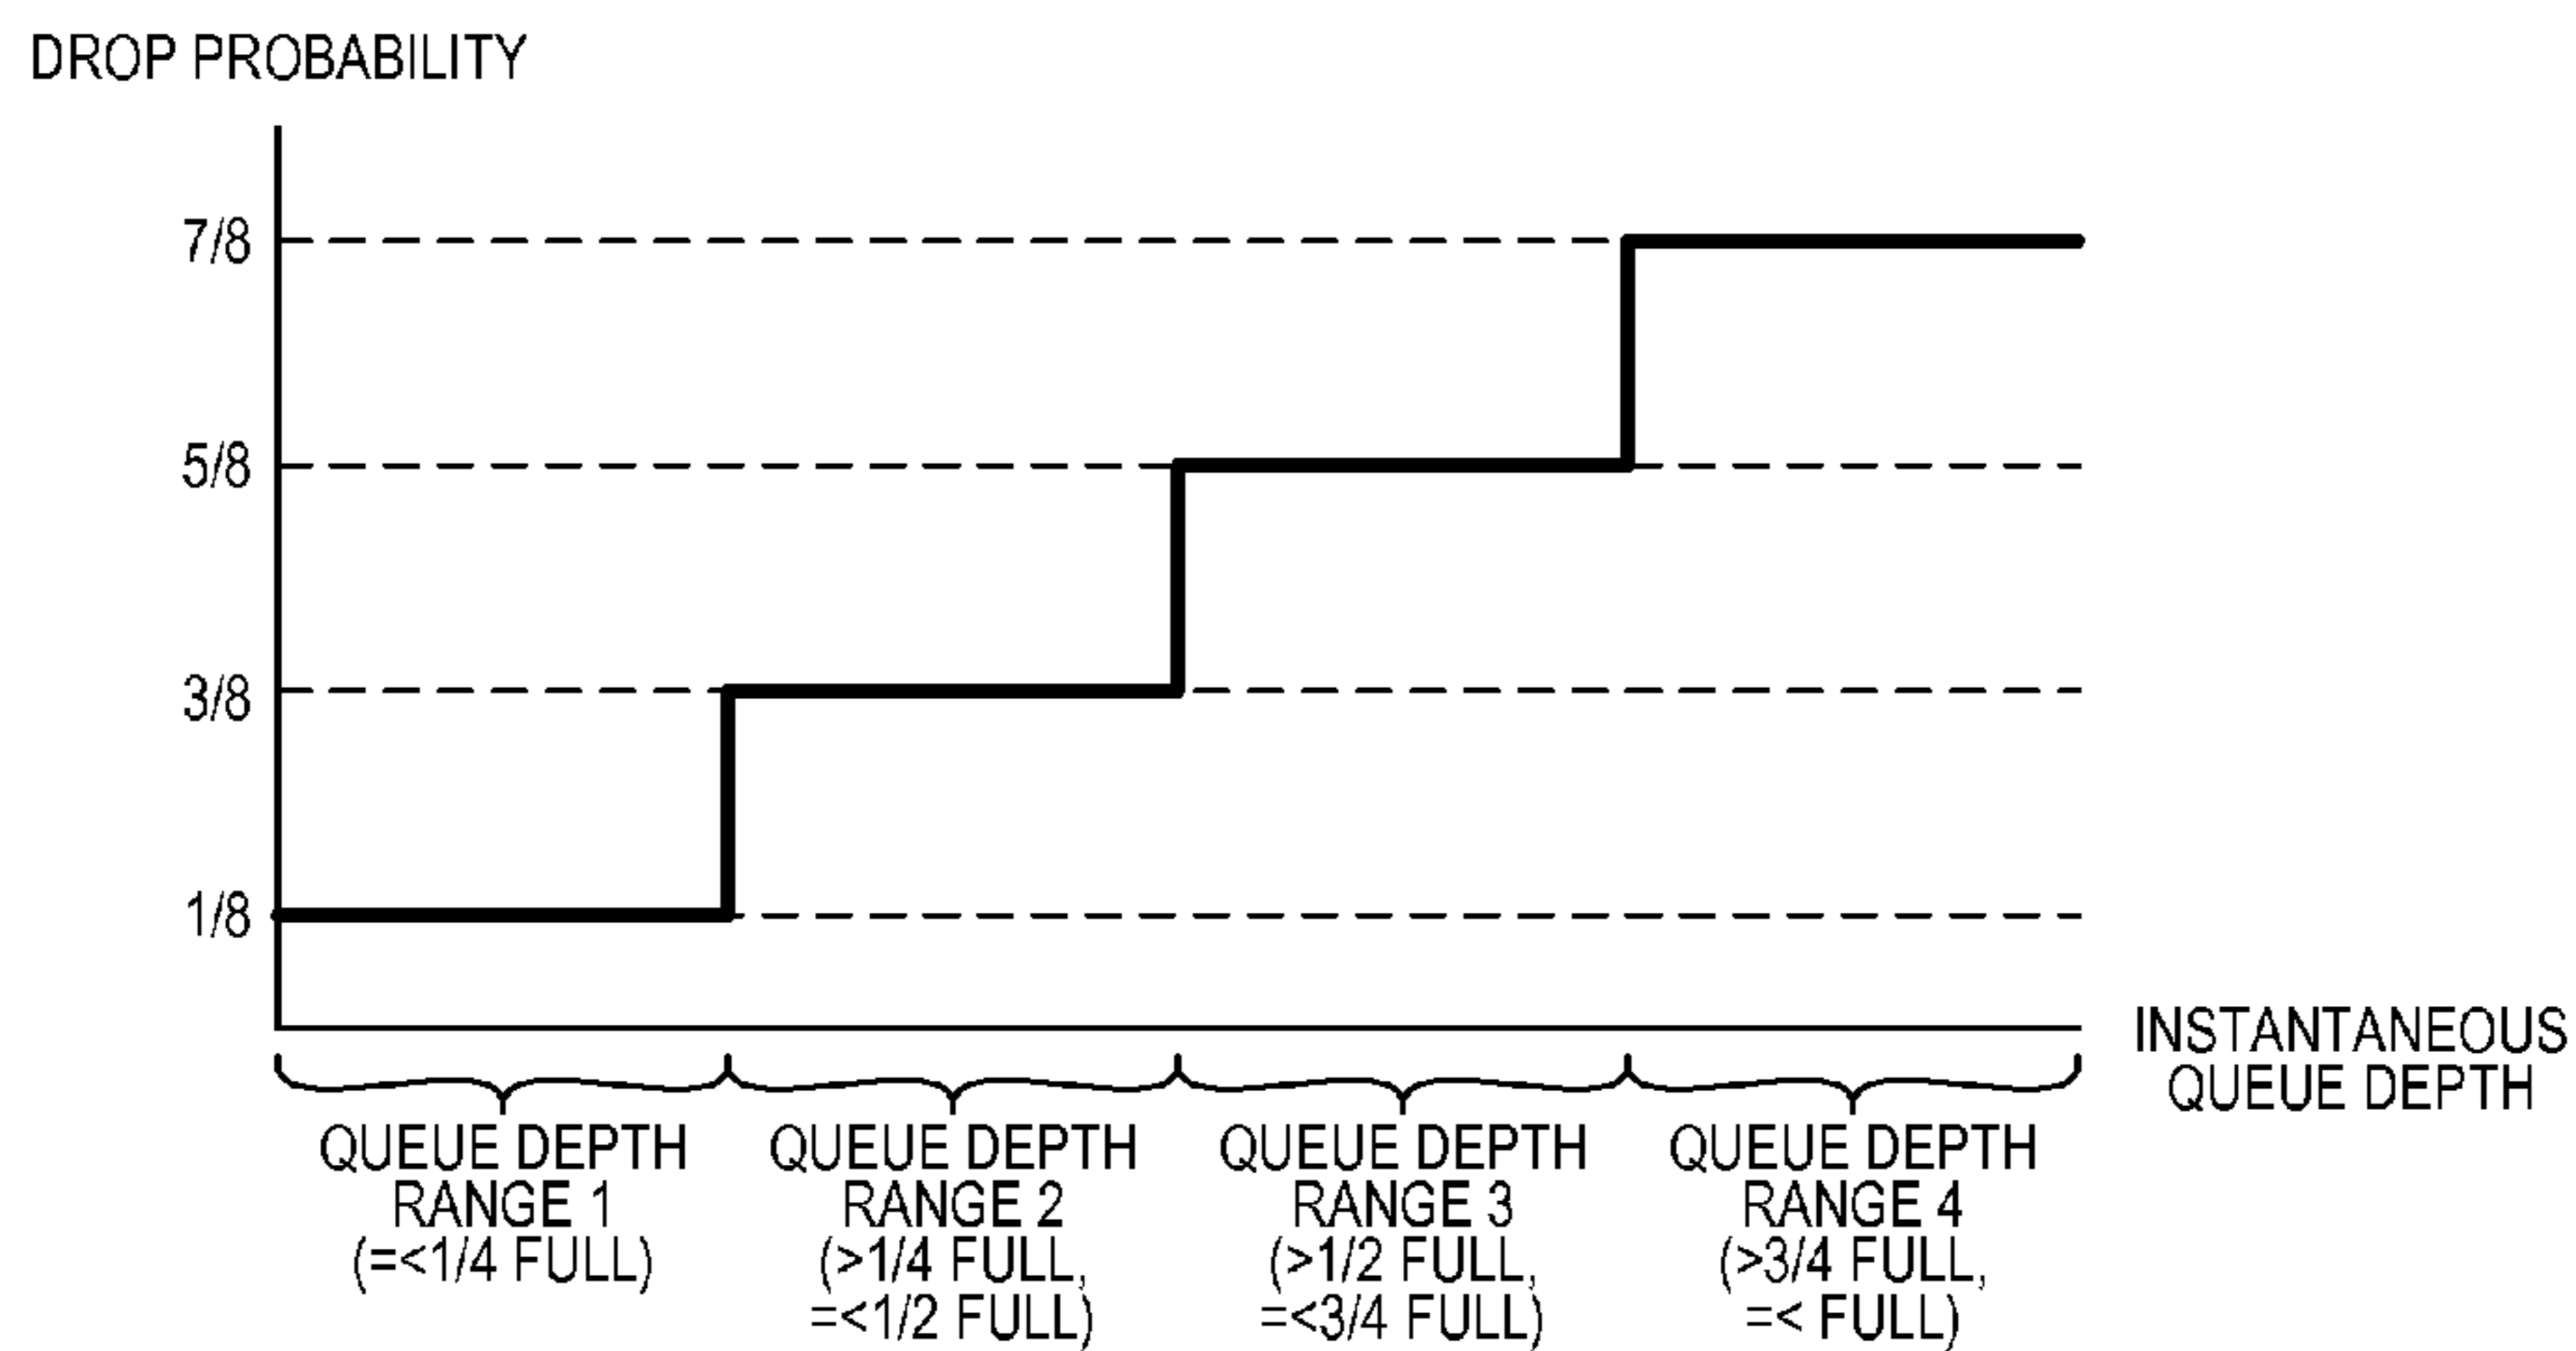 DROP PROBABILITY
7/8
5/8
3/8
1/8
INSTANTANEOUS
QUEUE DEPTH
QUEUE DEPTH
RANGE 1
(=<1/4 FULL)
QUEUE DEPTH
RANGE 2
(>1/4 FULL,
=<1/2 FULL)
QUEUE DEPTH
RANGE 3
(>1/2 FULL,
=<3/4 FULL)
QUEUE DEPTH
RANGE 4
(>3/4 FULL,
=< FULL)